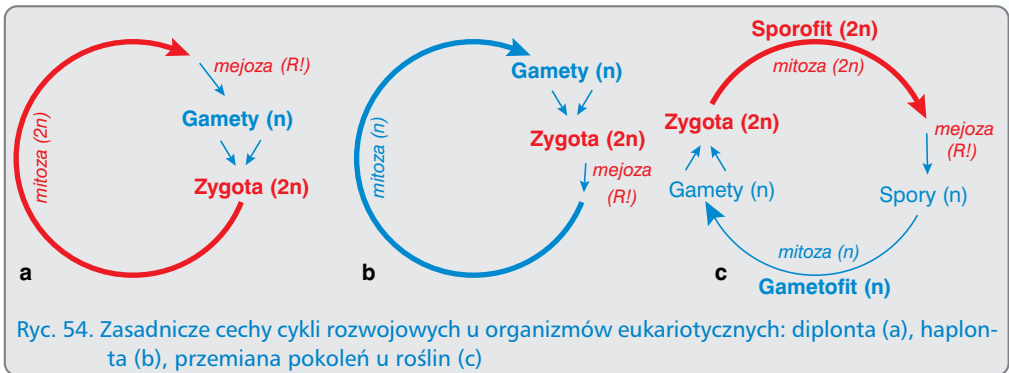 mejoza (R!)
Gamety (n)
Zygota (2n)
mitoza (2n)
a
Gamety (n)
Zygota (2n)
mejoza
(R!)
mitoza (n)
b
Sporofit (2n)
mitoza (2n)
Zygota (2n)
mejoza
(R!)
Gamety (n)
Spory (n)
mitoza (n)
c
Gametofit (n)
Ryc. 54. Zasadnicze cechy cykli rozwojowych u organizmów eukariotycznych: diplonta (a), haplon-
ta (b), przemiana pokoleń u roślin (c)